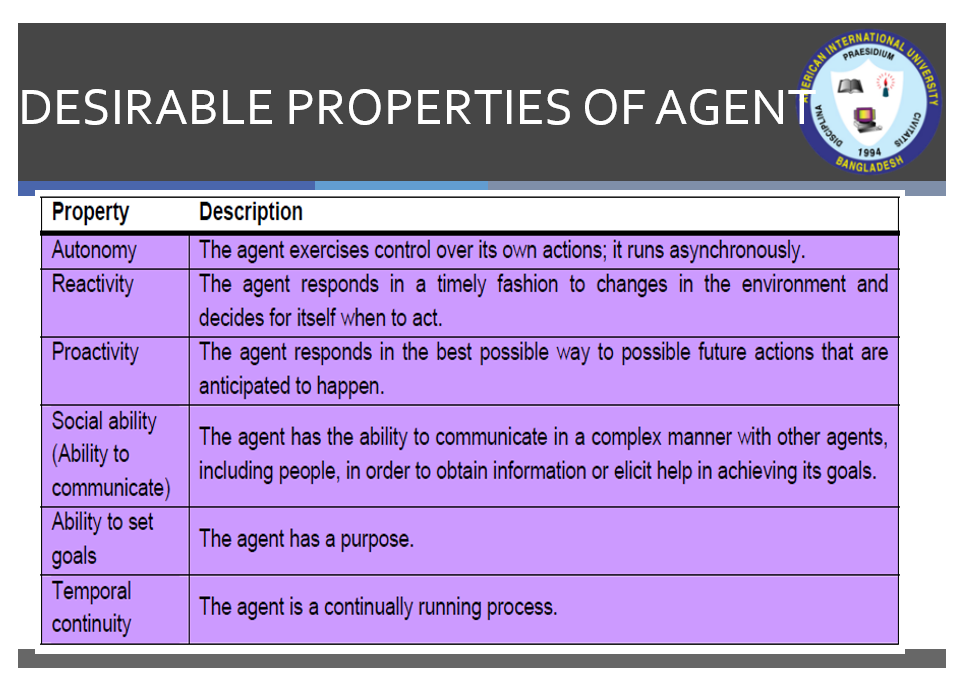 DESIRABLE PROPERTIES OF AGENT
AMERICAN INTERNATIONAL UNIVERSITY
PRAESIDIUM
DISCIPLINA
CIVITATIS
1994
BANGLADESH
Property Description
Autonomy The agent exercises control over its own actions; it runs asynchronously.
Reactivity The agent responds in a timely fashion to changes in the environment and
decides for itself when to act.
Proactivity The agent responds in the best possible way to possible future actions that are
anticipated to happen.
Social ability
(Ability to
communicate)
The agent has the ability to communicate in a complex manner with other agents,
including people, in order to obtain information or elicit help in achieving its goals.
Ability to set
goals
The agent has a purpose.
Temporal
continuity
The agent is a continually running process.